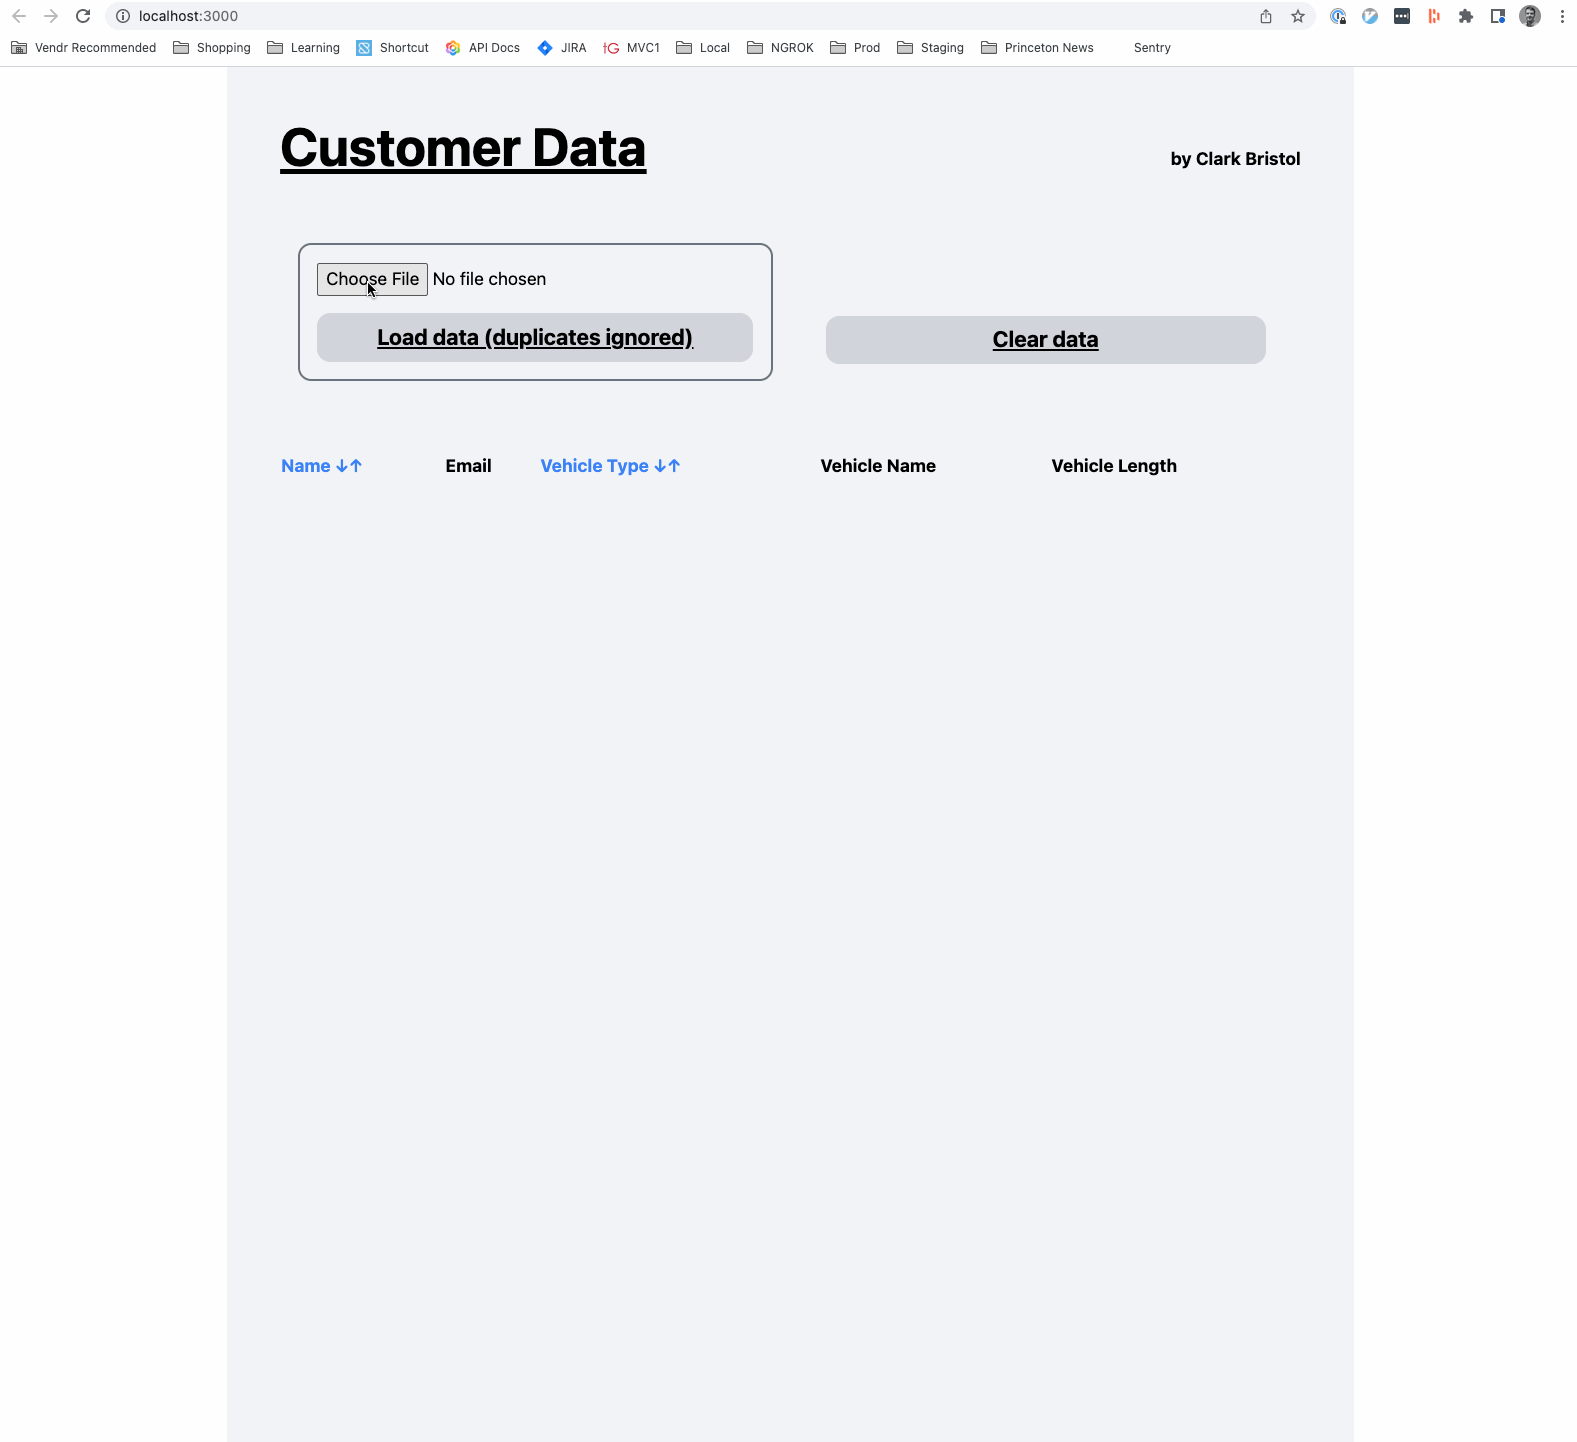 localhost:3000
Vendr Recommended Shopping Learning Shortcut API Docs JIRA MVC1 Local NGROK Prod Staging Princeton News Sentry
Customer Data
by Clark Bristol
Choose File No file chosen
Load data (duplicates ignored)
Clear data
Name ↓↑ Email Vehicle Type ↓↑ Vehicle Name Vehicle Length